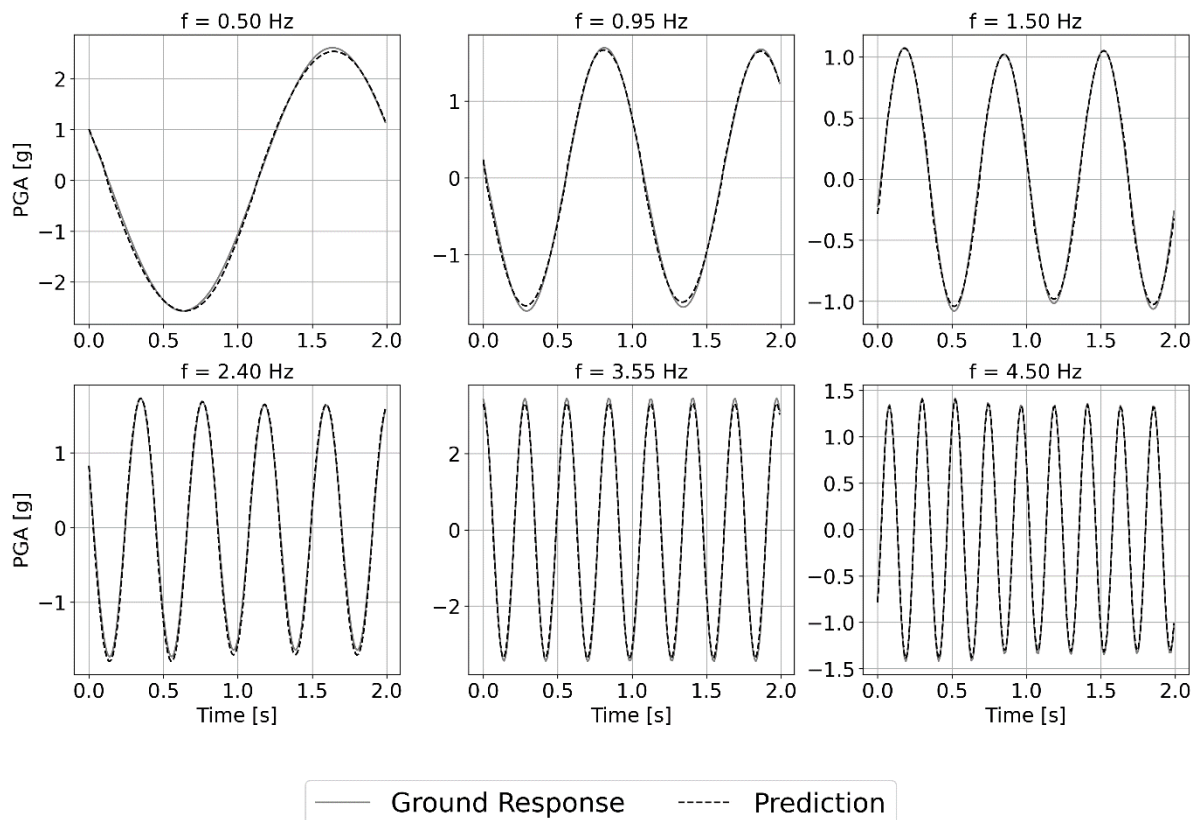 f = 0.50 Hz
f = 0.95 Hz
f = 1.50 Hz
PGA [g]
2
1
0
−1
−2
0.0 0.5 1.0 1.5 2.0
1
0
−1
0.0 0.5 1.0 1.5 2.0
1.0
0.5
0.0
−0.5
−1.0
0.0 0.5 1.0 1.5 2.0
f = 2.40 Hz
f = 3.55 Hz
f = 4.50 Hz
PGA [g]
1
0
−1
0.0 0.5 1.0 1.5 2.0
Time [s]
2
0
−2
0.0 0.5 1.0 1.5 2.0
Time [s]
1.5
1.0
0.5
0.0
−0.5
−1.0
−1.5
0.0 0.5 1.0 1.5 2.0
Time [s]
Ground Response Prediction